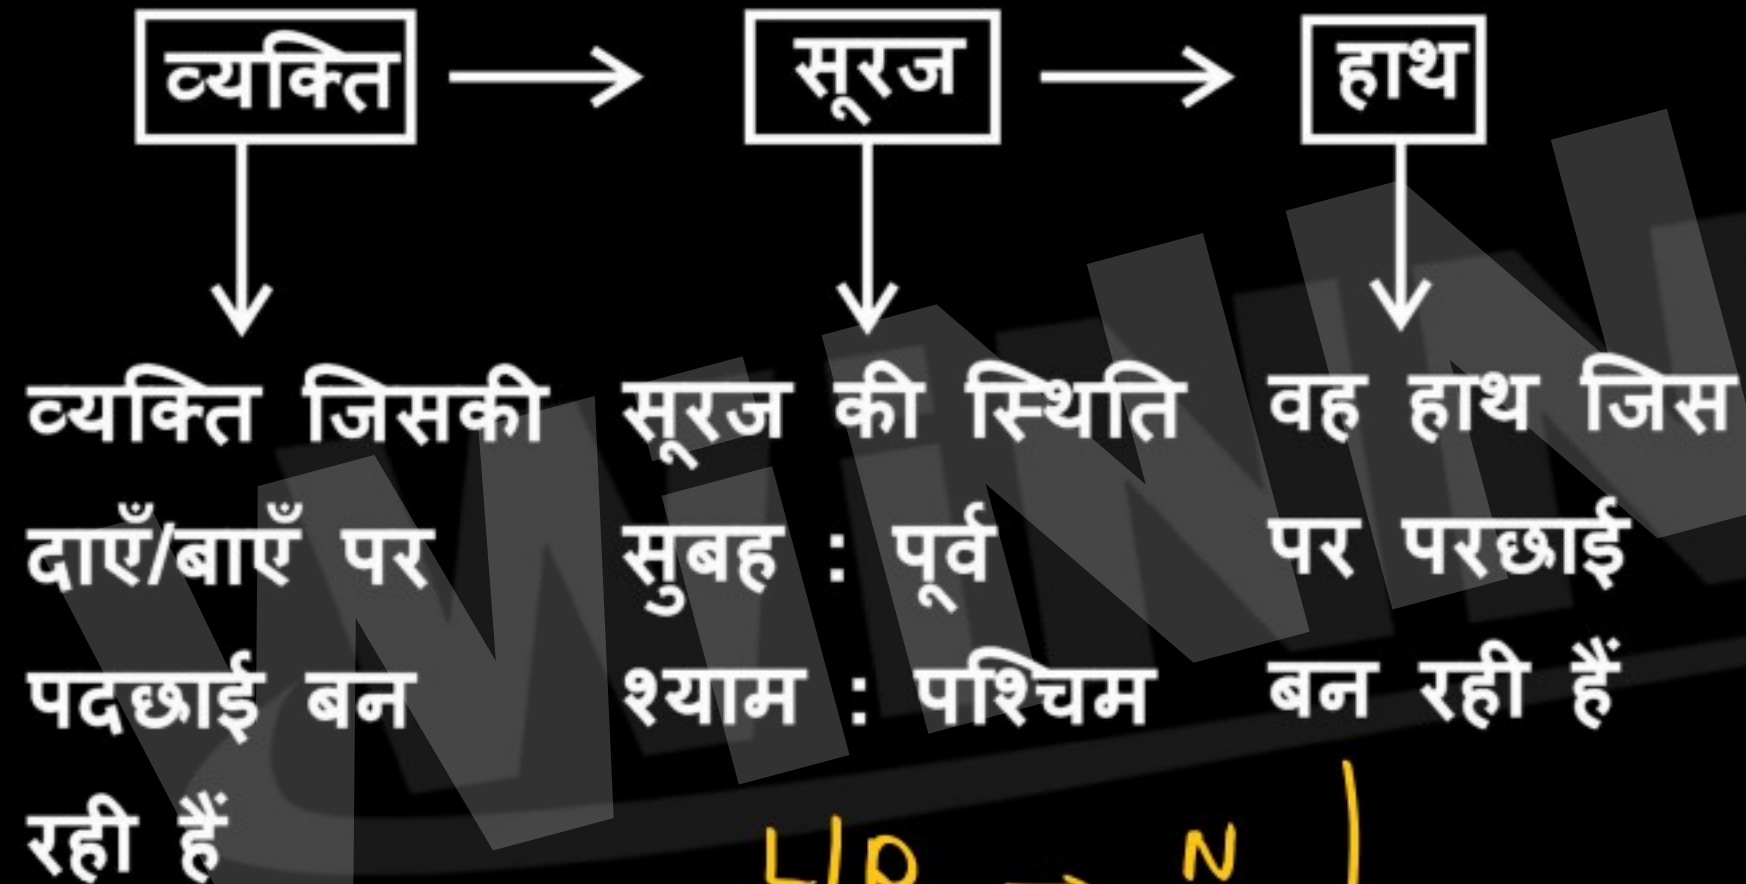 व्यक्ति → सूरज → हाथ
व्यक्ति जिसकी
दाएँ/बाएँ पर
पदछाई बन
रही हैं
सूरज की स्थिति
सुबह : पूर्व
श्याम : पश्चिम
वह हाथ जिस
पर परछाई
बन रही हैं
L/R → N